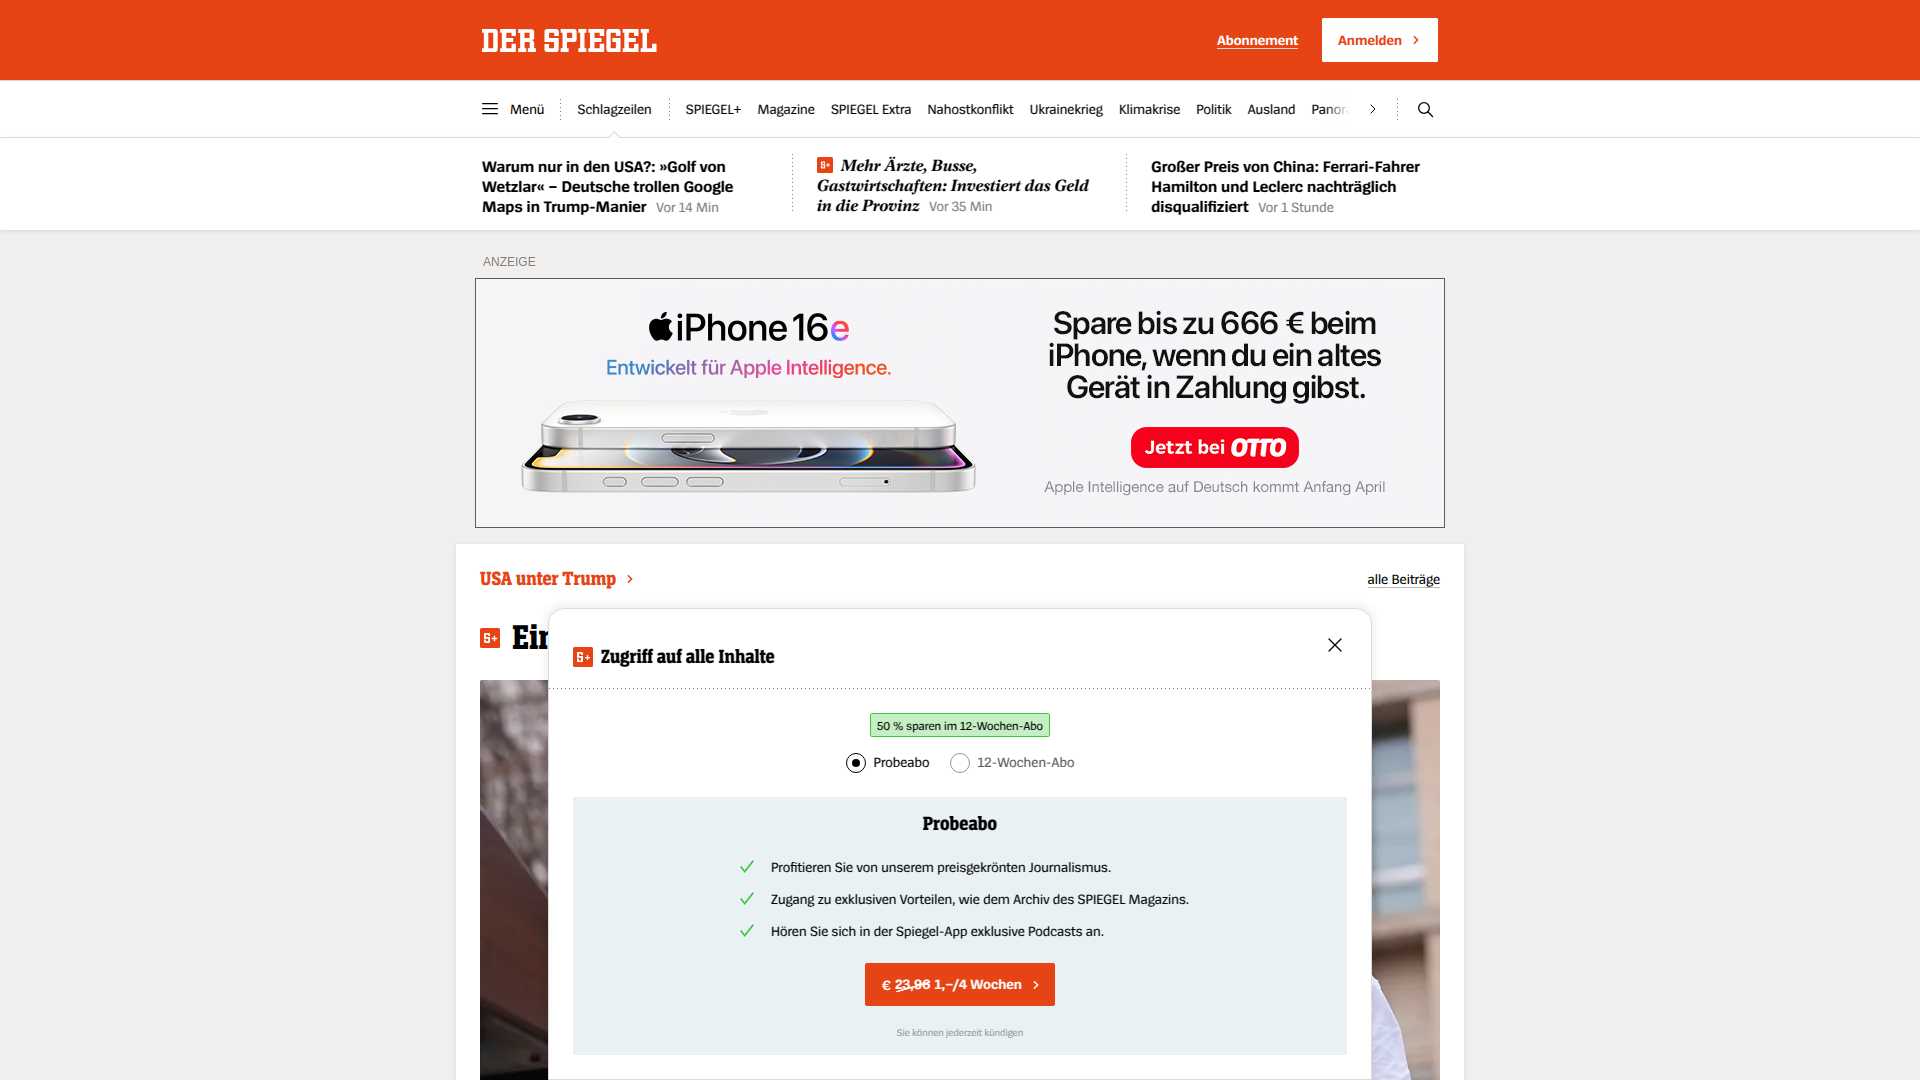 DER SPIEGEL
Abonnement
Anmelden
Menü
Schlagzeilen
SPIEGEL+
Magazine
SPIEGEL Extra
Nahostkonflikt
Ukrainekrieg
Klimakrise
Politik
Ausland
Warum nur in den USA?: »Golf von
Wetzlar« – Deutsche trollen Google
Maps in Trump-Manier Vor 14 Min
S+ Mehr Ärzte, Busse,
Gastwirtschaften: Investiert das Geld
in die Provinz Vor 35 Min
Großer Preis von China: Ferrari-Fahrer
Hamilton und Leclerc nachträglich
disqualifiziert Vor 1 Stunde
ANZEIGE
iPhone 16e
Entwickelt für Apple Intelligence.
Spare bis zu 666 € beim
iPhone, wenn du ein altes
Gerät in Zahlung gibst.
Jetzt bei OTTO
Apple Intelligence auf Deutsch kommt Anfang April
USA unter Trump
alle Beiträge
S+
S+ Zugriff auf alle Inhalte
50 % sparen im 12-Wochen-Abo
Probeabo
12-Wochen-Abo
Probeabo
Profitieren Sie von unserem preisgekrönten Journalismus.
Zugang zu exklusiven Vorteilen, wie dem Archiv des SPIEGEL Magazins.
Hören Sie sich in der Spiegel-App exklusive Podcasts an.
€ 23,96 1,–/4 Wochen
Sie können jederzeit kündigen